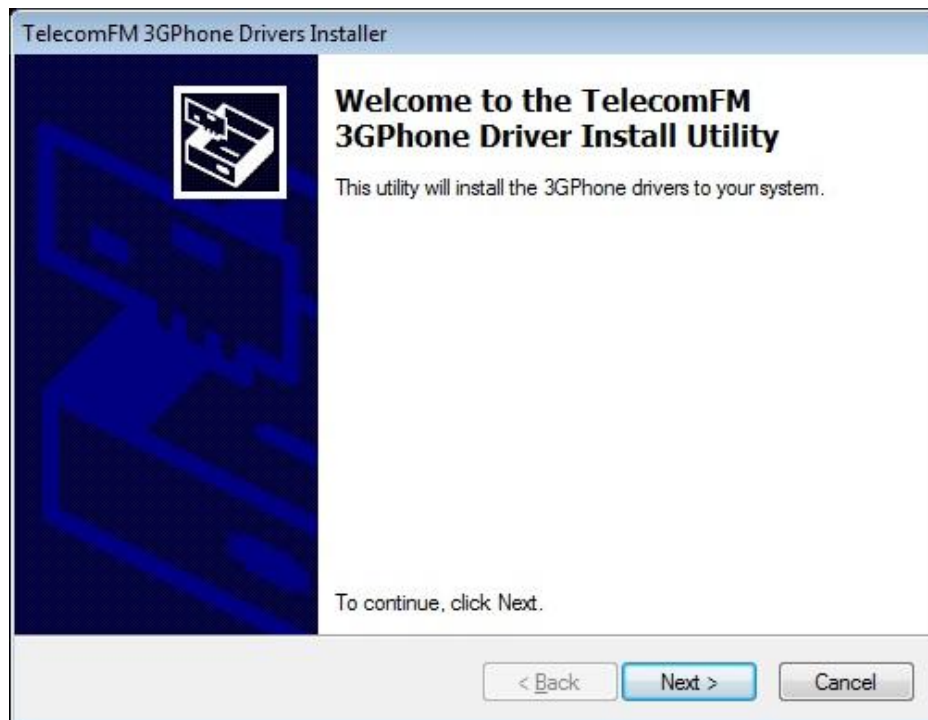 TelecomFM 3GPhone Drivers Installer
Welcome to the TelecomFM
3GPhone Driver Install Utility
This utility will install the 3GPhone drivers to your system.
To continue, click Next.
< Back
Next >
Cancel